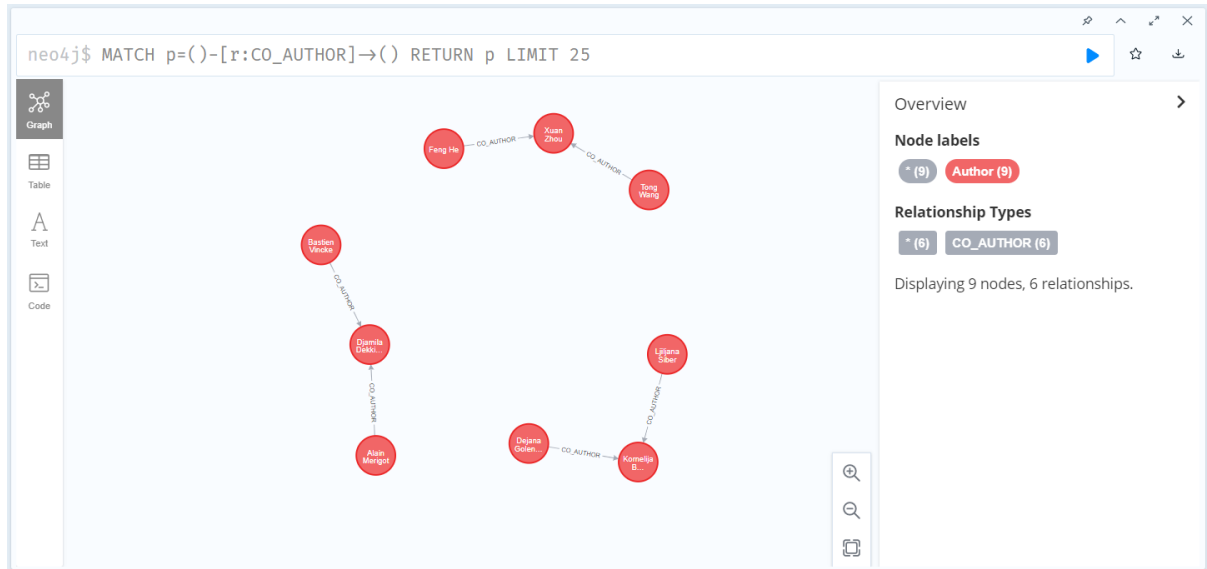 neo4j$ MATCH p=()-[r:CO_AUTHOR]→() RETURN p LIMIT 25
Graph
Table
Text
Code
Feng He
CO_AUTHOR
Xuan
Zhou
CO_AUTHOR
Tong
Wang
Bastien
Vincke
CO_AUTHOR
Djamila
Dekki...
CO_AUTHOR
Alain
Merigot
Ljiljana
Siber
CO_AUTHOR
Dejana
Golen...
CO_AUTHOR
Kornelija
B...
Overview
Node labels
* (9) Author (9)
Relationship Types
* (6) CO_AUTHOR (6)
Displaying 9 nodes, 6 relationships.